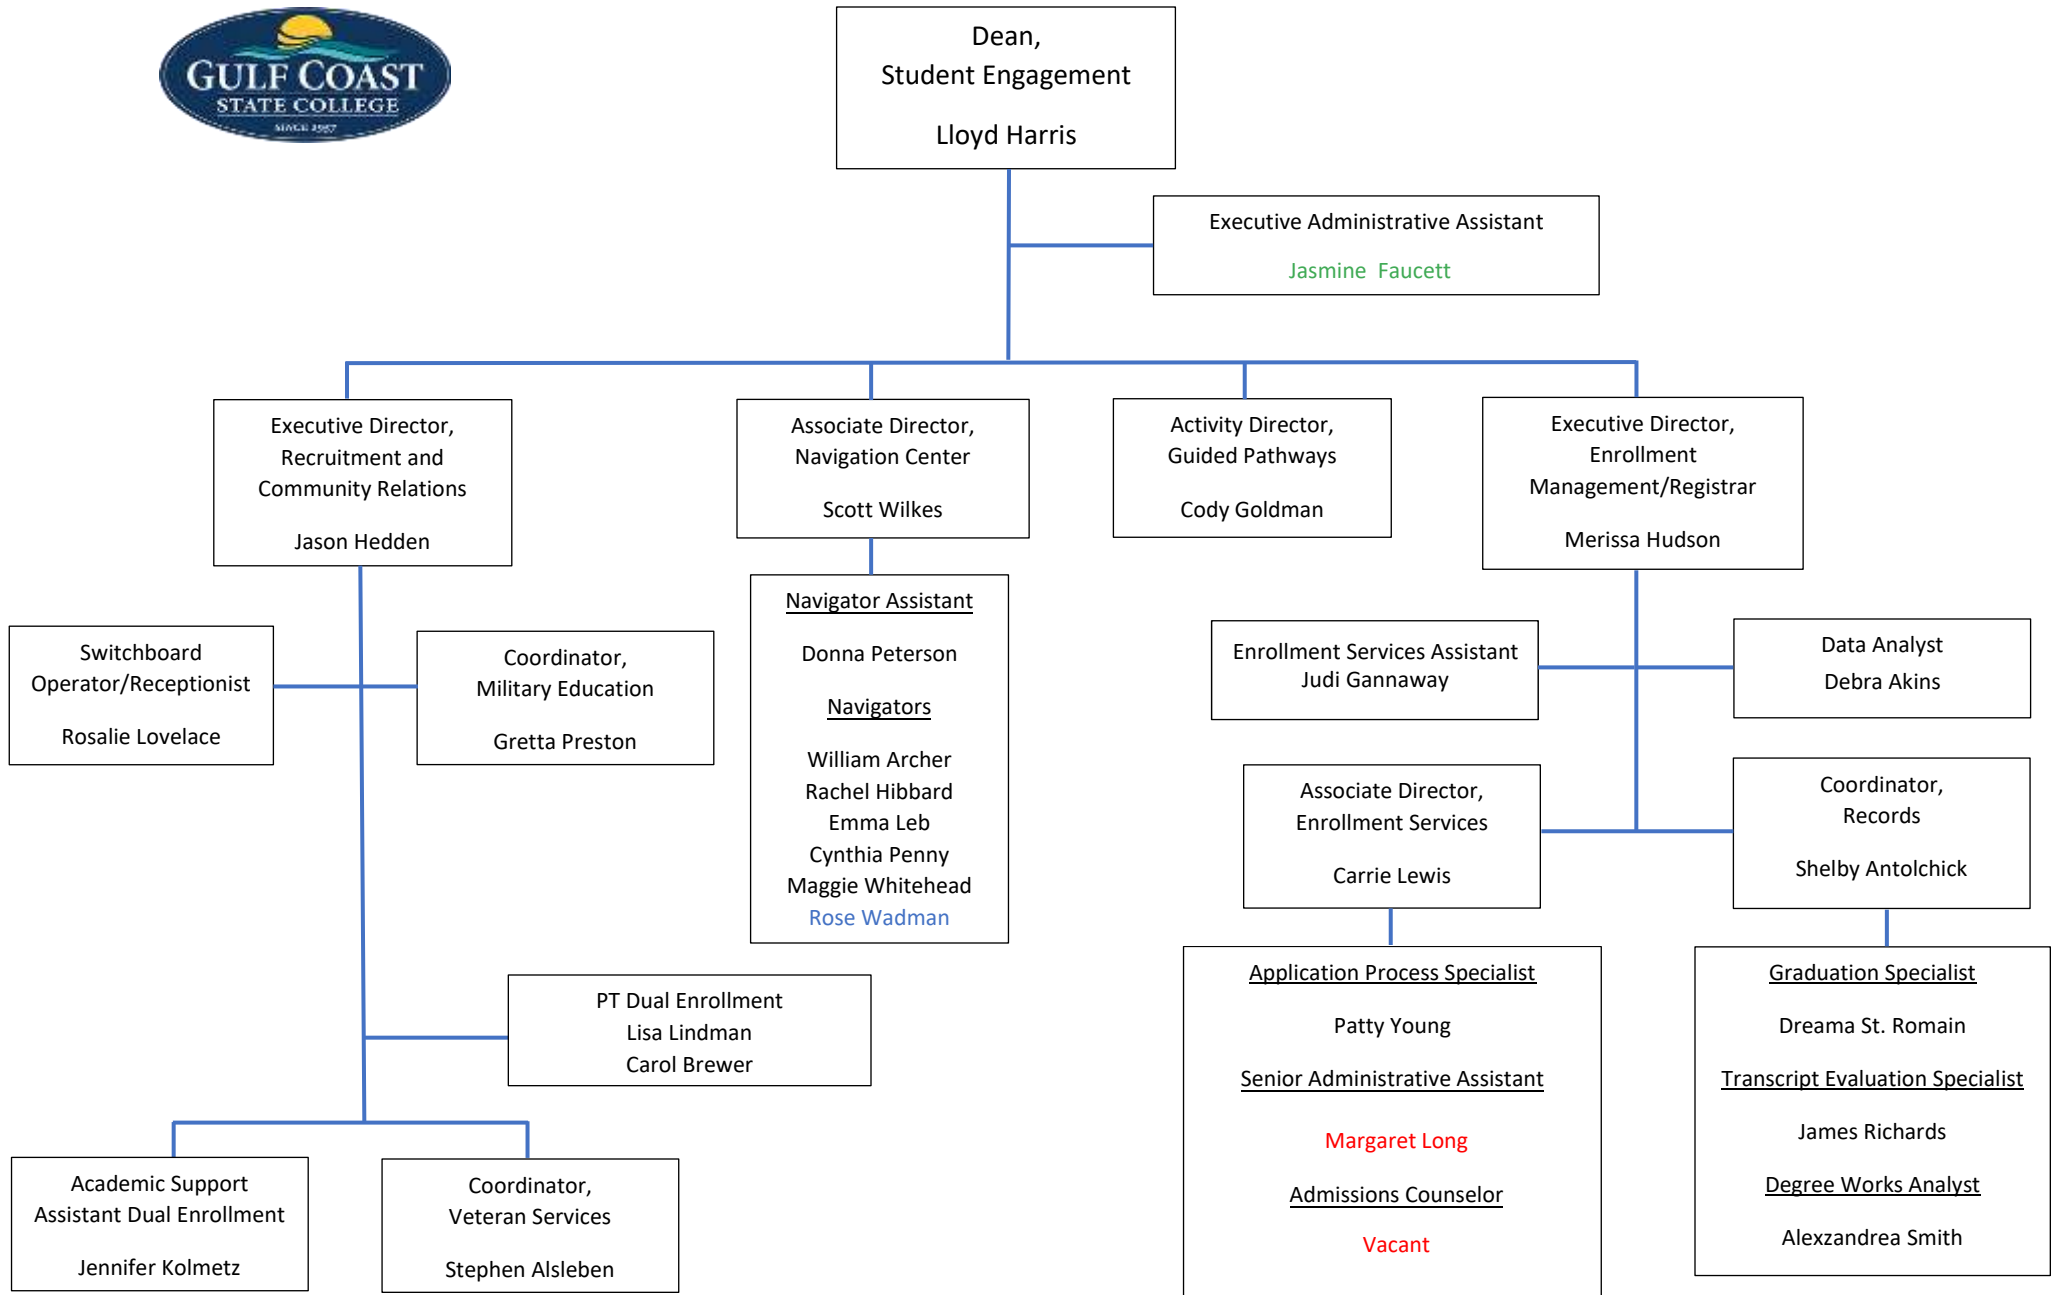 GULF COAST
STATE COLLEGE
SINCE 1957
Dean,
Student Engagement
Lloyd Harris
Executive Administrative Assistant
Jasmine  Faucett
Executive Director,
Recruitment and
Community Relations
Jason Hedden
Associate Director,
Navigation Center
Scott Wilkes
Activity Director,
Guided Pathways
Cody Goldman
Executive Director,
Enrollment
Management/Registrar
Merissa Hudson
Switchboard
Operator/Receptionist
Rosalie Lovelace
Coordinator,
Military Education
Gretta Preston
Navigator Assistant
Donna Peterson
Navigators
William Archer
Rachel Hibbard
Emma Leb
Cynthia Penny
Maggie Whitehead
Rose Wadman
Enrollment Services Assistant
Judi Gannaway
Data Analyst
Debra Akins
Associate Director,
Enrollment Services
Carrie Lewis
Coordinator,
Records
Shelby Antolchick
PT Dual Enrollment
Lisa Lindman
Carol Brewer
Academic Support
Assistant Dual Enrollment
Jennifer Kolmetz
Coordinator,
Veteran Services
Stephen Alsleben
Application Process Specialist
Patty Young
Senior Administrative Assistant
Margaret Long
Admissions Counselor
Vacant
Graduation Specialist
Dreama St. Romain
Transcript Evaluation Specialist
James Richards
Degree Works Analyst
Alexzandrea Smith